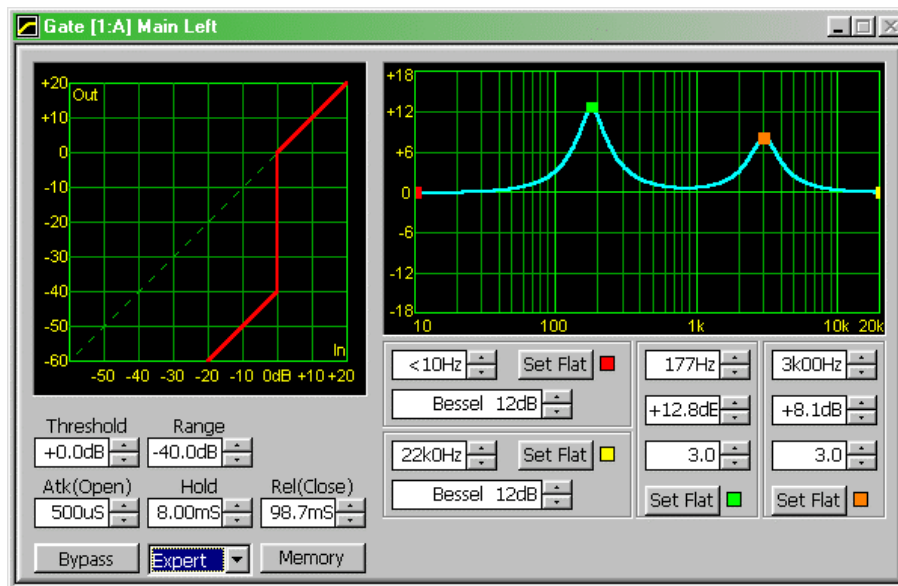 Gate [1:A] Main Left
+20
Out
+10
0
-10
-20
-30
-40
-50
-60
In
-50 -40 -30 -20 -10 0dB +10 +20
+18
+12
+6
0
-6
-12
-18
10 100 1k 10k 20k
<10Hz Set Flat
Bessel 12dB
22k0Hz Set Flat
Bessel 12dB
177Hz
+12.8dE
3.0
Set Flat
3k00Hz
+8.1dB
3.0
Set Flat
Threshold Range
+0.0dB -40.0dB
Atk(Open) Hold Rel(Close)
500uS 8.00mS 98.7mS
Bypass Expert Memory